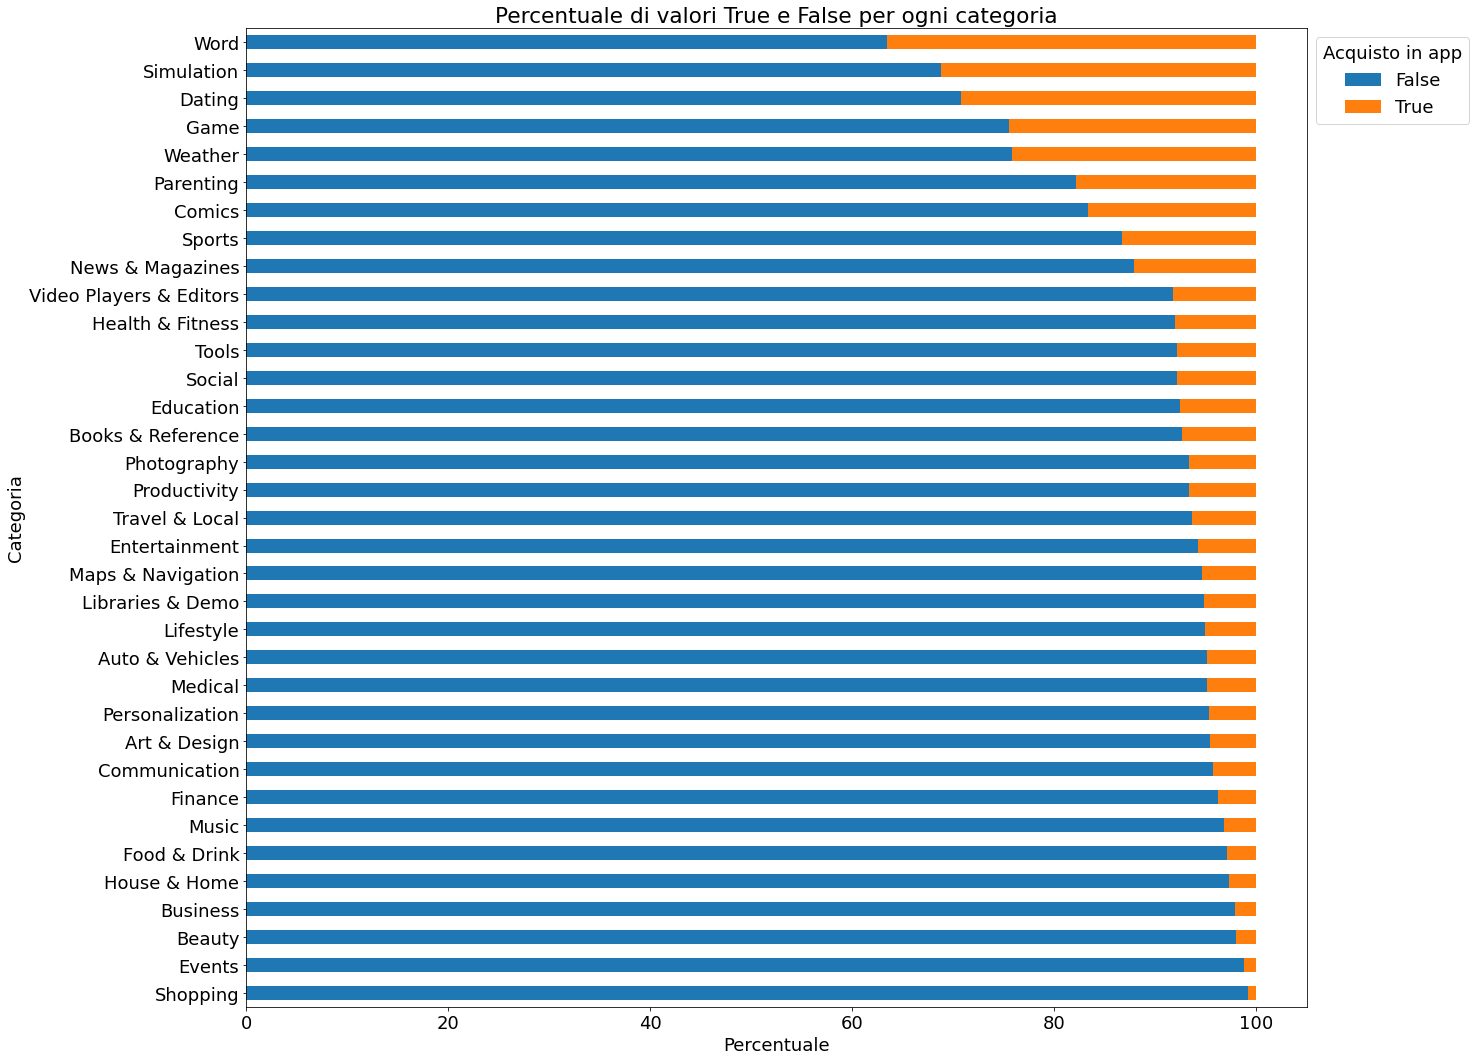 Percentuale di valori True e False per ogni categoria
Word
Simulation
Dating
Game
Weather
Parenting
Comics
Sports
News & Magazines
Video Players & Editors
Health & Fitness
Tools
Social
Education
Books & Reference
Photography
Productivity
Travel & Local
Entertainment
Maps & Navigation
Libraries & Demo
Lifestyle
Auto & Vehicles
Medical
Personalization
Art & Design
Communication
Finance
Music
Food & Drink
House & Home
Business
Beauty
Events
Shopping
Categoria
0 20 40 60 80 100
Percentuale
Acquisto in app
False
True